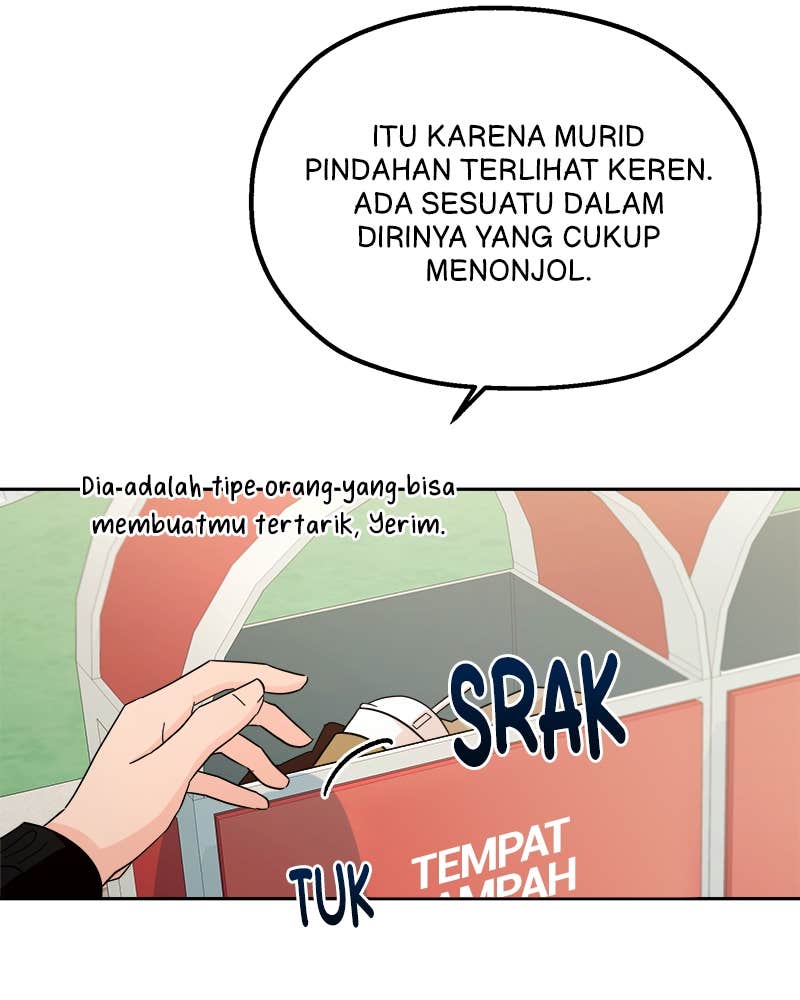 ITU KARENA MURID
PINDAHAN TERLIHAT KEREN.
ADA SESUATU DALAM
DIRINYA YANG CUKUP
MENONJOL.
Dia adalah tipe orang yang bisa
membuatmu tertarik, Yerim.
SRAK
TUK
TEMPAT
SAMPAH